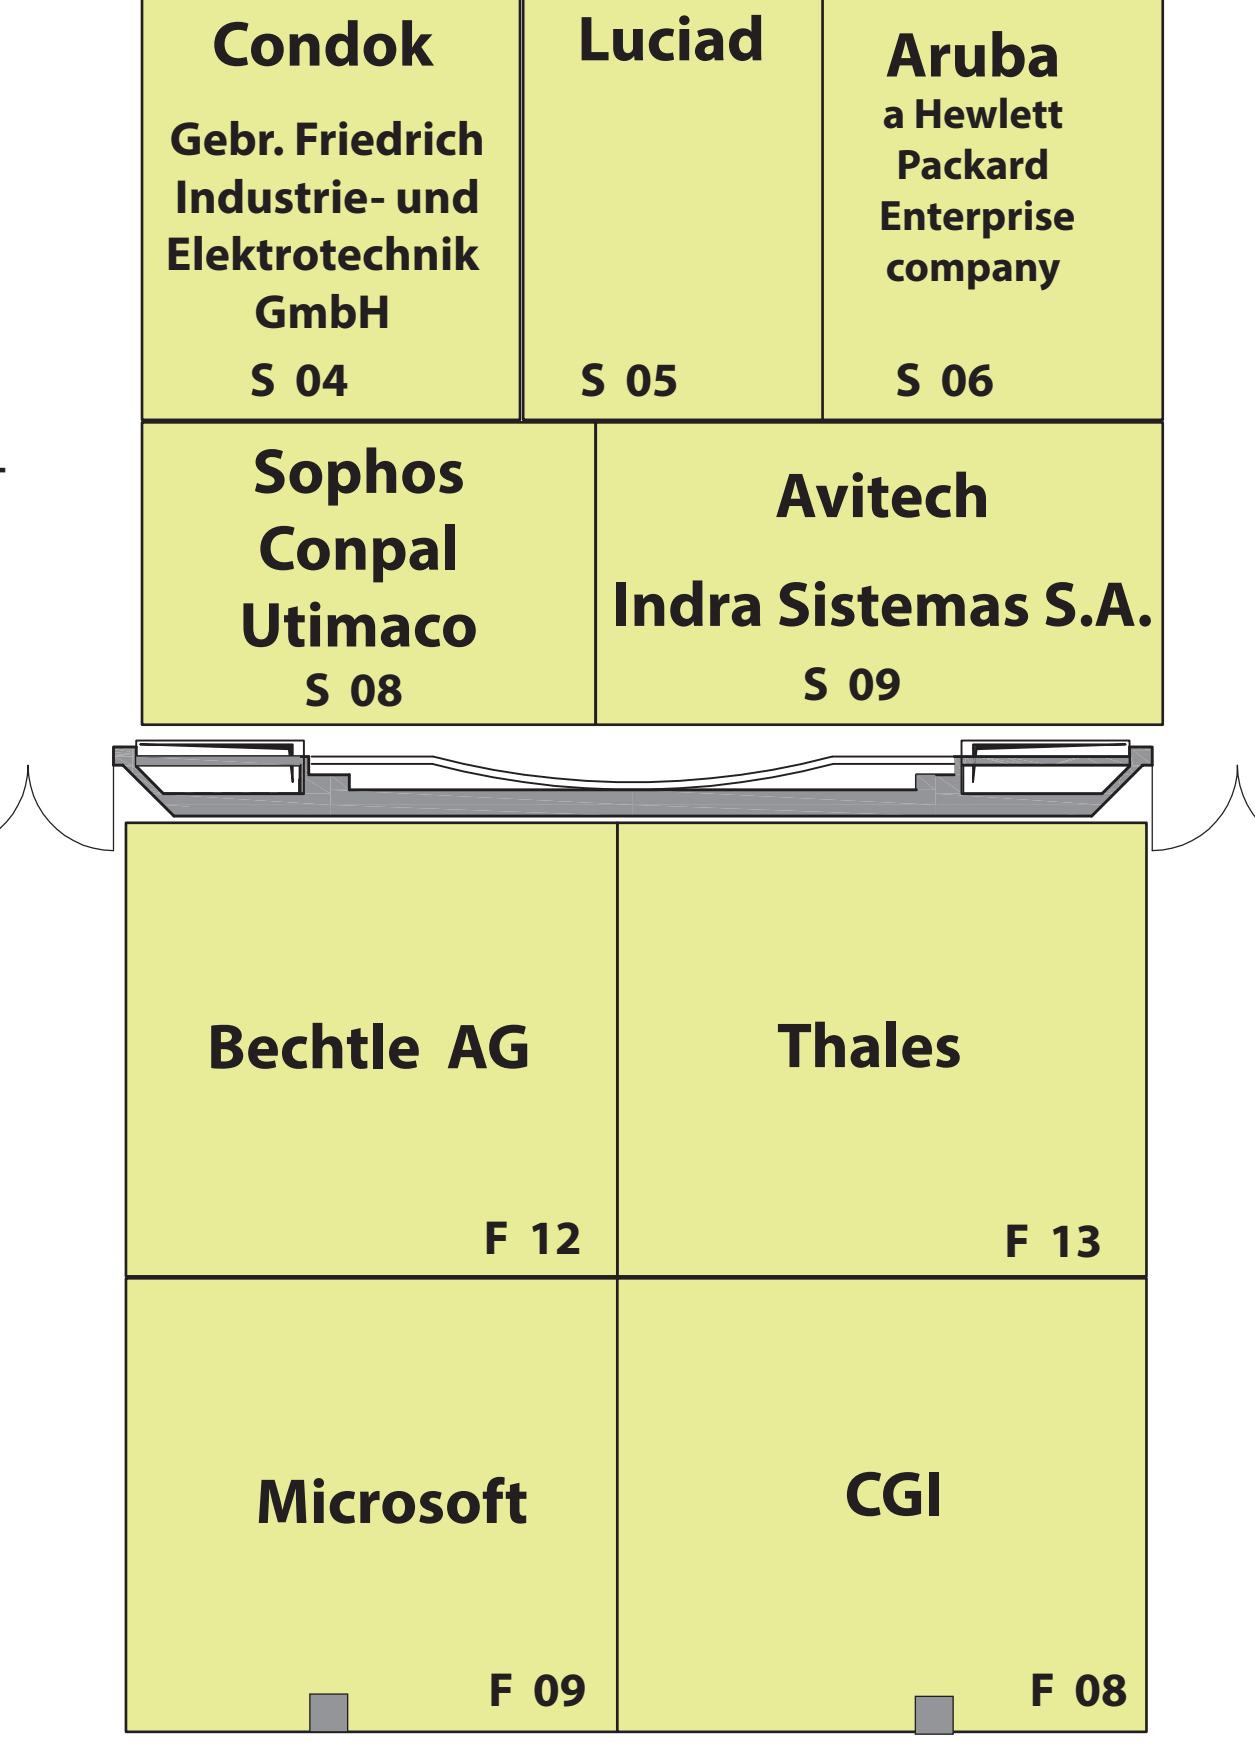 Condok
Gebr. Friedrich
Industrie- und
Elektrotechnik
GmbH
S 04
Luciad
S 05
Aruba
a Hewlett
Packard
Enterprise
company
S 06
Sophos
Conpal
Utimaco
S 08
Avitech
Indra Sistemas S.A.
S 09
Bechtle AG
F 12
Thales
F 13
Microsoft
F 09
CGI
F 08